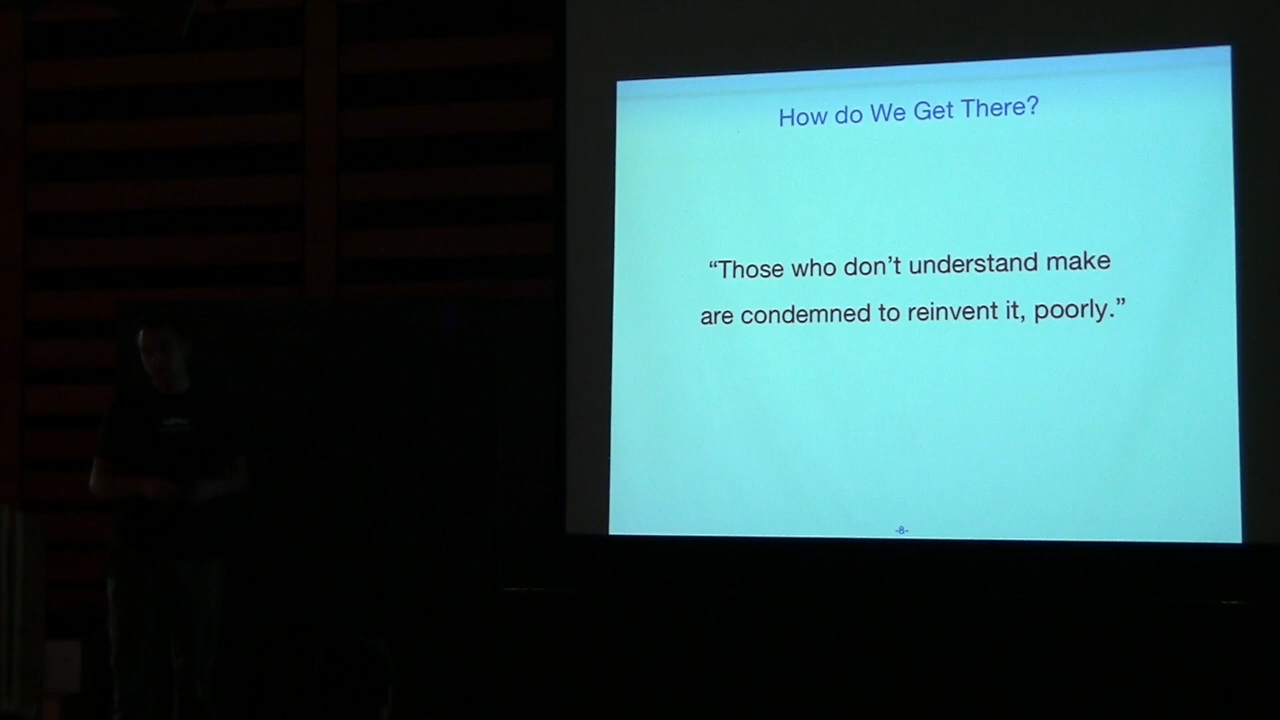 How do We Get There?
“Those who don’t understand make
are condemned to reinvent it, poorly.”
-8-